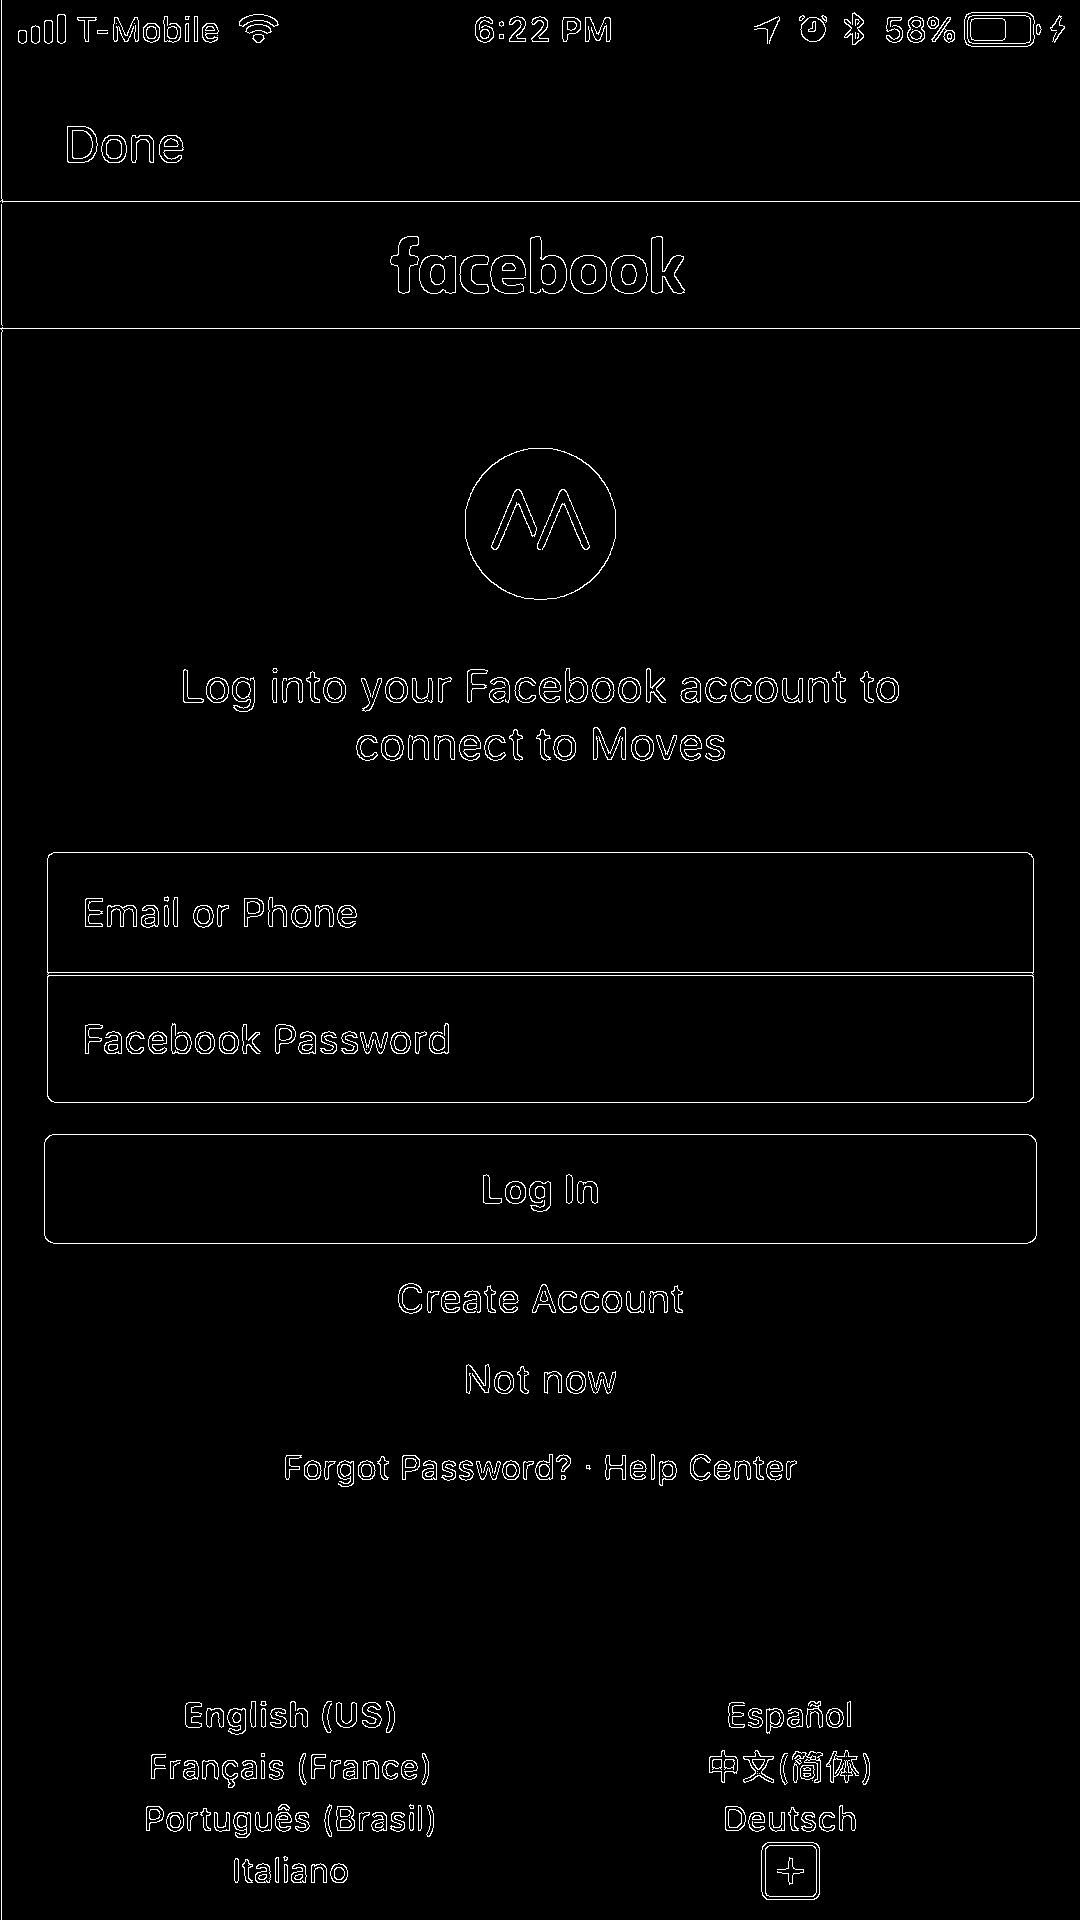 T-Mobile 6:22 PM 58%
Done
facebook
Log into your Facebook account to
connect to Moves
Email or Phone
Facebook Password
Log In
Create Account
Not now
Forgot Password? · Help Center
English (US) Español
Français (France) 中文(简体)
Português (Brasil) Deutsch
Italiano